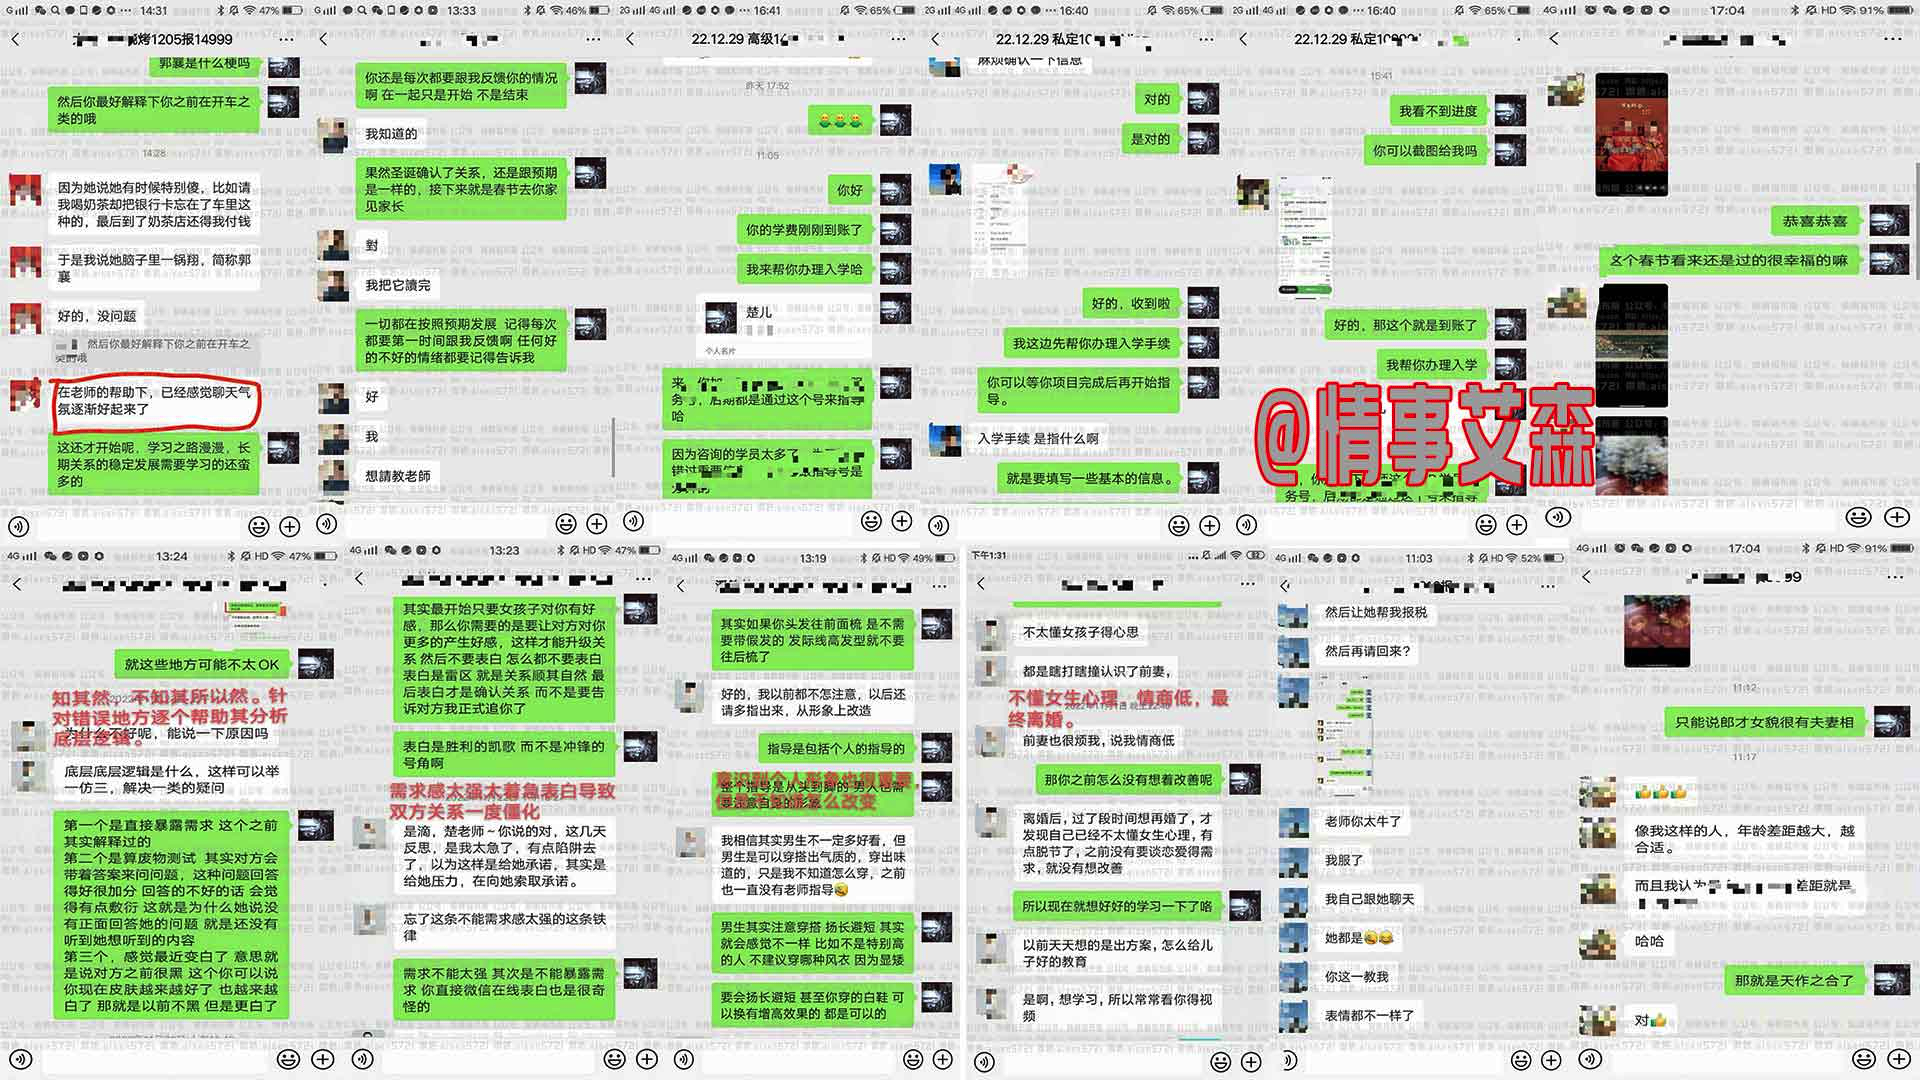 14:31
47%
烤1205报14999
郭襄是什么梗吗
然后你最好解释下你之前在开车之
类的哦
14:28
因为她说她有时候特别傻，比如请
我喝奶茶却把银行卡忘在了车里这
种的，最后到了奶茶店还得我付钱
于是我说她脑子里一锅翔，简称郭
襄
好的，没问题
然后你最好解释下你之前在开车之
类的哦
在老师的帮助下，已经感觉聊天气
氛逐渐好起来了
这还才开始呢，学习之路漫漫，长
期关系的稳定发展需要学习的还蛮
多的
13:33
46%
你还是每次都要跟我反馈你的情况
啊 在一起只是开始 不是结束
我知道的
果然圣诞确认了关系，还是跟预期
是一样的，接下来就是春节去你家
见家长
對
我把它讀完
一切都在按照预期发展 记得每次
都要第一时间跟我反馈啊 任何好
的不好的情绪都要记得告诉我
好
我
想請教老師
2G 4G 16:41
65%
22.12.29 高级14
昨天 17:52
11:05
你好
你的学费刚刚到账了
我来帮你办理入学哈
楚儿
个人名片
务号，后期都是通过这个号来指导
哈
因为咨询的学员太多了
2G 4G 16:40
65%
22.12.29 私定10
麻烦确认一下信息
对的
是对的
好的，收到啦
我这边先帮你办理入学手续
你可以等你项目完成后再开始指
导。
入学手续 是指什么啊
就是要填写一些基本的信息。
2G 4G 16:40
65%
22.12.29 私定10
15:41
我看不到进度
你可以截图给我吗
好的，那这个就是到账了
我帮你办理入学
@情事艾森
4G 17:04 HD 91%
恭喜恭喜
这个春节看来还是过的很幸福的嘛
4G 13:24 HD 47%
就这些地方可能不太OK
知其然，不知其所以然。针
对错误地方逐个帮助其分析
底层逻辑。
为什么不好呢，能说一下原因吗
底层底层逻辑是什么，这样可以举
一仿三，解决一类的疑问
第一个是直接暴露需求 这个之前
其实解释过的
第二个是算废物测试 其实对方会
带着答案来问问题，这种问题回答
得好很加分 回答的不好的话 会觉
得有点敷衍 这就是为什么她说没
有正面回答她的问题 就是还没有
听到她想听到的内容
第三个，感觉最近变白了 意思就
是说对方之前很黑 这个你可以说
你现在皮肤越来越好了 也越来越
白了 那就是以前不黑 但是更白了
4G 13:23 HD 47%
其实最开始只要女孩子对你有好
感，那么你需要的是要让对方对你
更多的产生好感，这样才能升级关
系 然后不要表白 怎么都不要表白
表白是雷区 就是关系顺其自然 最
后表白才是确认关系 而不是要告
诉对方我正式追你了
表白是胜利的凯歌 而不是冲锋的
号角啊
需求感太强太着急表白导致
双方关系一度僵化
是滴，楚老师～你说的对，这几天
反思，是我太急了，有点陷阱去
了，以为这样是给她承诺，其实是
给她压力，在向她索取承诺。
忘了这条不能需求感太强的这条铁
律
需求不能太强 其次是不能暴露需
求 你直接微信在线表白也是很奇
怪的
4G 13:19 HD 49%
其实如果你头发往前面梳 是不需
要带假发的 发际线高发型就不要
往后梳了
好的，我以前都不怎注意，以后还
请多指出来，从形象上改造
指导是包括个人的指导的
意识到个人形象也很重要，
整个指导是从头到脚的 男人也需
我相信其实男生不一定多好看，但
男生是可以穿搭出气质的，穿出味
道的，只是我不知道怎么穿，之前
也一直没有老师指导
男生其实注意穿搭 扬长避短 其实
就会感觉不一样 比如不是特别高
的人 不建议穿哪种风衣 因为显矮
要会扬长避短 甚至你穿的白鞋 可
以换有增高效果的 都是可以的
下午1:31
不太懂女孩子得心思
都是瞎打瞎撞认识了前妻，
不懂女生心理，情商低，最
终离婚。
前妻也很烦我，说我情商低
那你之前怎么没有想着改善呢
离婚后，过了段时间想再婚了，才
发现自己已经不太懂女生心理，有
点脱节了，之前没有要谈恋爱得需
求，就没有想改善
所以现在就想好好的学习一下了咯
以前天天想的是出方案，怎么给儿
子好的教育
是啊，想学习，所以常常看你得视
频
4G 11:03 HD 52%
然后让她帮我报税
然后再请回来？
老师你太牛了
我服了
我自己跟她聊天
她都是
你这一教我
表情都不一样了
4G 17:04 HD 91%
11:12
只能说郎才女貌很有夫妻相
11:17
像我这样的人，年龄差距越大，越
合适。
而且我认为
差距就是
哈哈
那就是天作之合了
对